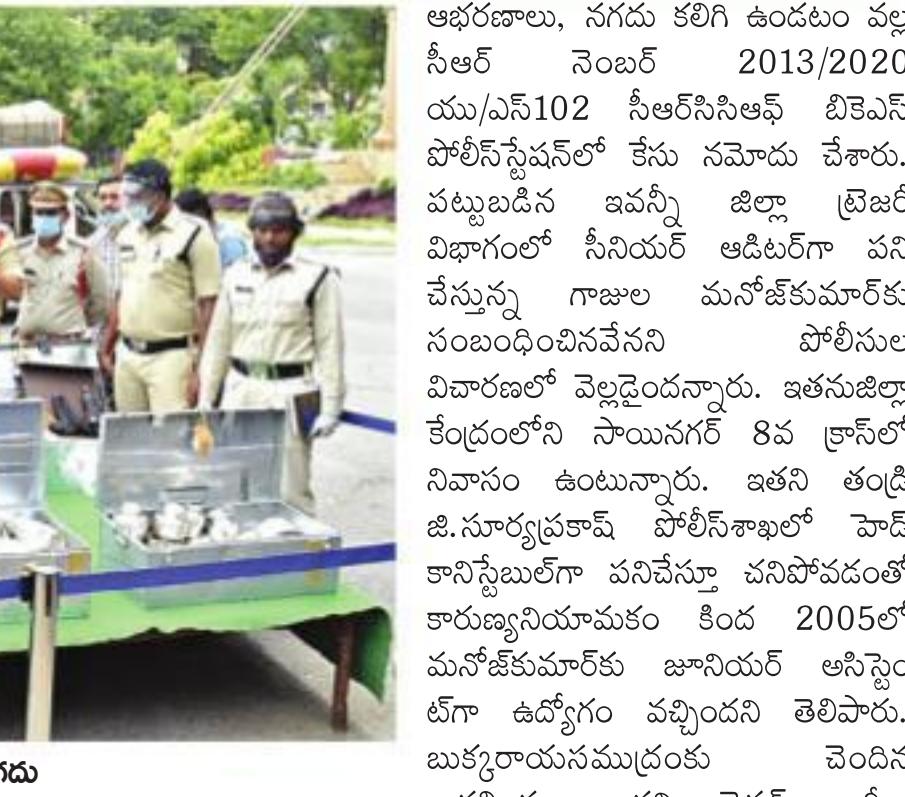 ఆభరణాలు, నగదు కలిగి ఉండటం వల్ల
సీఆర్ నెంబర్ 2013/2020
యు/ఎస్102 సీఆర్‌సిసిఆఫ్ బికెఎస్
పోలీస్‌స్టేషన్‌లో కేసు నమోదు చేశారు.
పట్టుబడిన ఇవన్నీ జిల్లా ట్రెజరీ
విభాగంలో సీనియర్ ఆడిటర్‌గా పని
చేస్తున్న గాజుల మనోజ్‌కుమార్‌కు
సంబంధించినవేనని పోలీసుల
విచారణలో వెల్లడైందన్నారు. ఇతనుజిల్లా
కేంద్రంలోని సాయినగర్ 8వ క్రాస్‌లో
నివాసం ఉంటున్నారు. ఇతని తండ్రి
జి.సూర్యప్రకాష్ పోలీస్‌శాఖలో హెడ్
కానిస్టేబుల్‌గా పనిచేస్తూ చనిపోవడంతో
కారుణ్యనియామకం కింద 2005లో
మనోజ్‌కుమార్‌కు జూనియర్ అసిస్టెం
ట్‌గా ఉద్యోగం వచ్చిందని తెలిపారు.
బుక్కరాయసముద్రంకు చెందిన